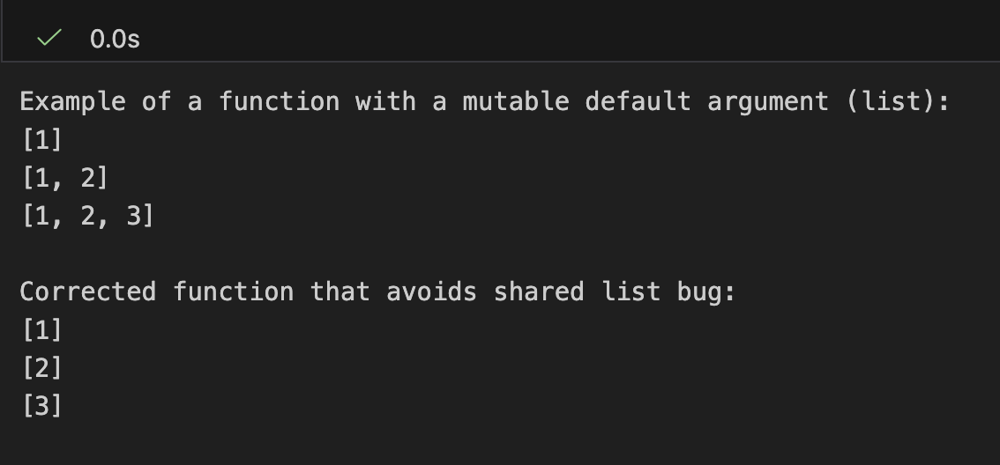 0.0s
Example of a function with a mutable default argument (list):
[1]
[1, 2]
[1, 2, 3]
Corrected function that avoids shared list bug:
[1]
[2]
[3]